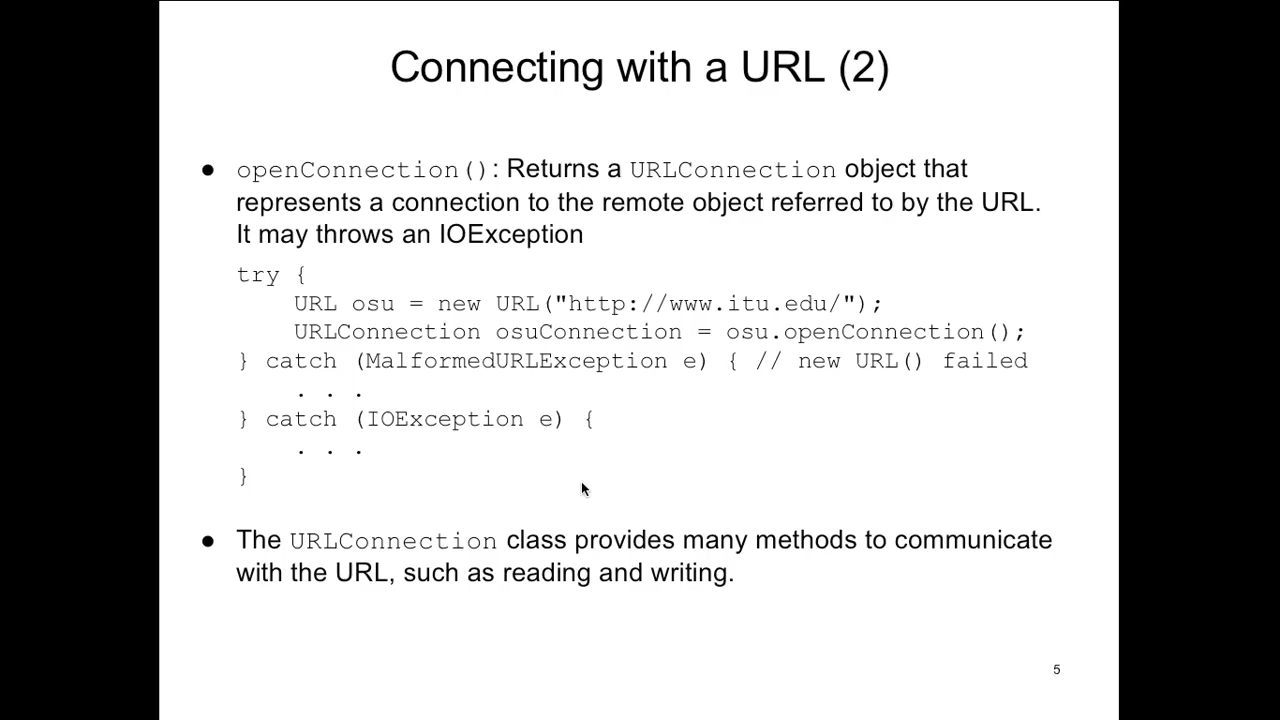 Connecting with a URL (2)
● openConnection(): Returns a URLConnection object that
represents a connection to the remote object referred to by the URL.
It may throws an IOException
try {
    URL osu = new URL("http://www.itu.edu/");
    URLConnection osuConnection = osu.openConnection();
} catch (MalformedURLException e) { // new URL() failed
    . . .
} catch (IOException e) {
    . . .
}
● The URLConnection class provides many methods to communicate
with the URL, such as reading and writing.
5